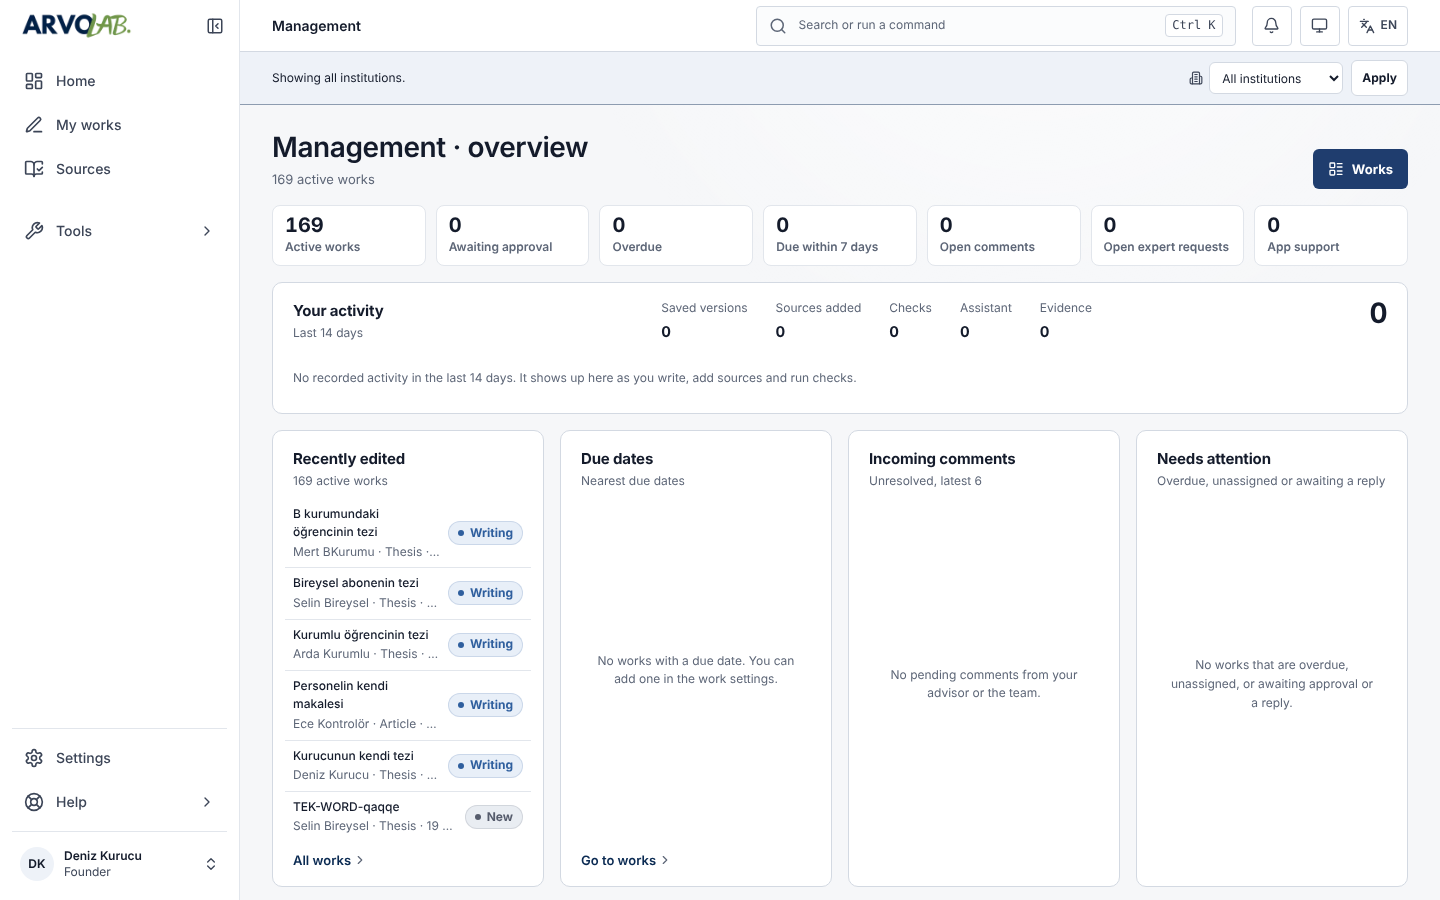 ARVOLAB.
Management
Search or run a command
Ctrl K
EN
Home
My works
Sources
Tools
Showing all institutions.
All institutions
Apply
Management · overview
169 active works
Works
169
Active works
0
Awaiting approval
0
Overdue
0
Due within 7 days
0
Open comments
0
Open expert requests
0
App support
Your activity
Last 14 days
Saved versions
0
Sources added
0
Checks
0
Assistant
0
Evidence
0
0
No recorded activity in the last 14 days. It shows up here as you write, add sources and run checks.
Recently edited
169 active works
B kurumundaki
öğrencinin tezi
Mert BKurumu · Thesis ·...
Writing
Bireysel abonenin tezi
Selin Bireysel · Thesis · ...
Writing
Kurumlu öğrencinin tezi
Arda Kurumlu · Thesis · ...
Writing
Personelin kendi
makalesi
Ece Kontrolör · Article · ...
Writing
Kurucunun kendi tezi
Deniz Kurucu · Thesis · ...
Writing
TEK-WORD-qaqqe
Selin Bireysel · Thesis · 19 ...
New
All works
Due dates
Nearest due dates
No works with a due date. You can
add one in the work settings.
Go to works
Incoming comments
Unresolved, latest 6
No pending comments from your
advisor or the team.
Needs attention
Overdue, unassigned or awaiting a reply
No works that are overdue,
unassigned, or awaiting approval or
a reply.
Settings
Help
DK
Deniz Kurucu
Founder